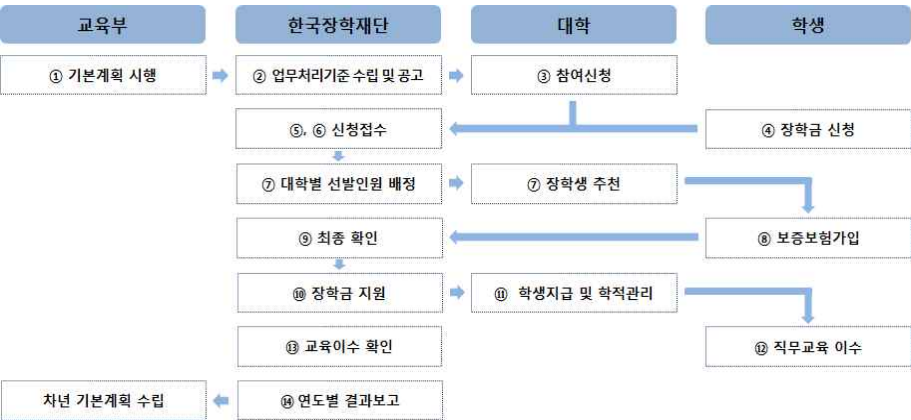 교육부 한국장학재단 대학 학생
① 기본계획 시행 ② 업무처리기준 수립 및 공고 ③ 참여신청
⑤, ⑥ 신청접수 ④ 장학금 신청
⑦ 대학별 선발인원 배정 ⑦ 장학생 추천
⑨ 최종 확인 ⑧ 보증보험가입
⑩ 장학금 지원 ⑪ 학생지급 및 학적관리
⑬ 교육이수 확인 ⑫ 직무교육 이수
차년 기본계획 수립 ⑭ 연도별 결과보고